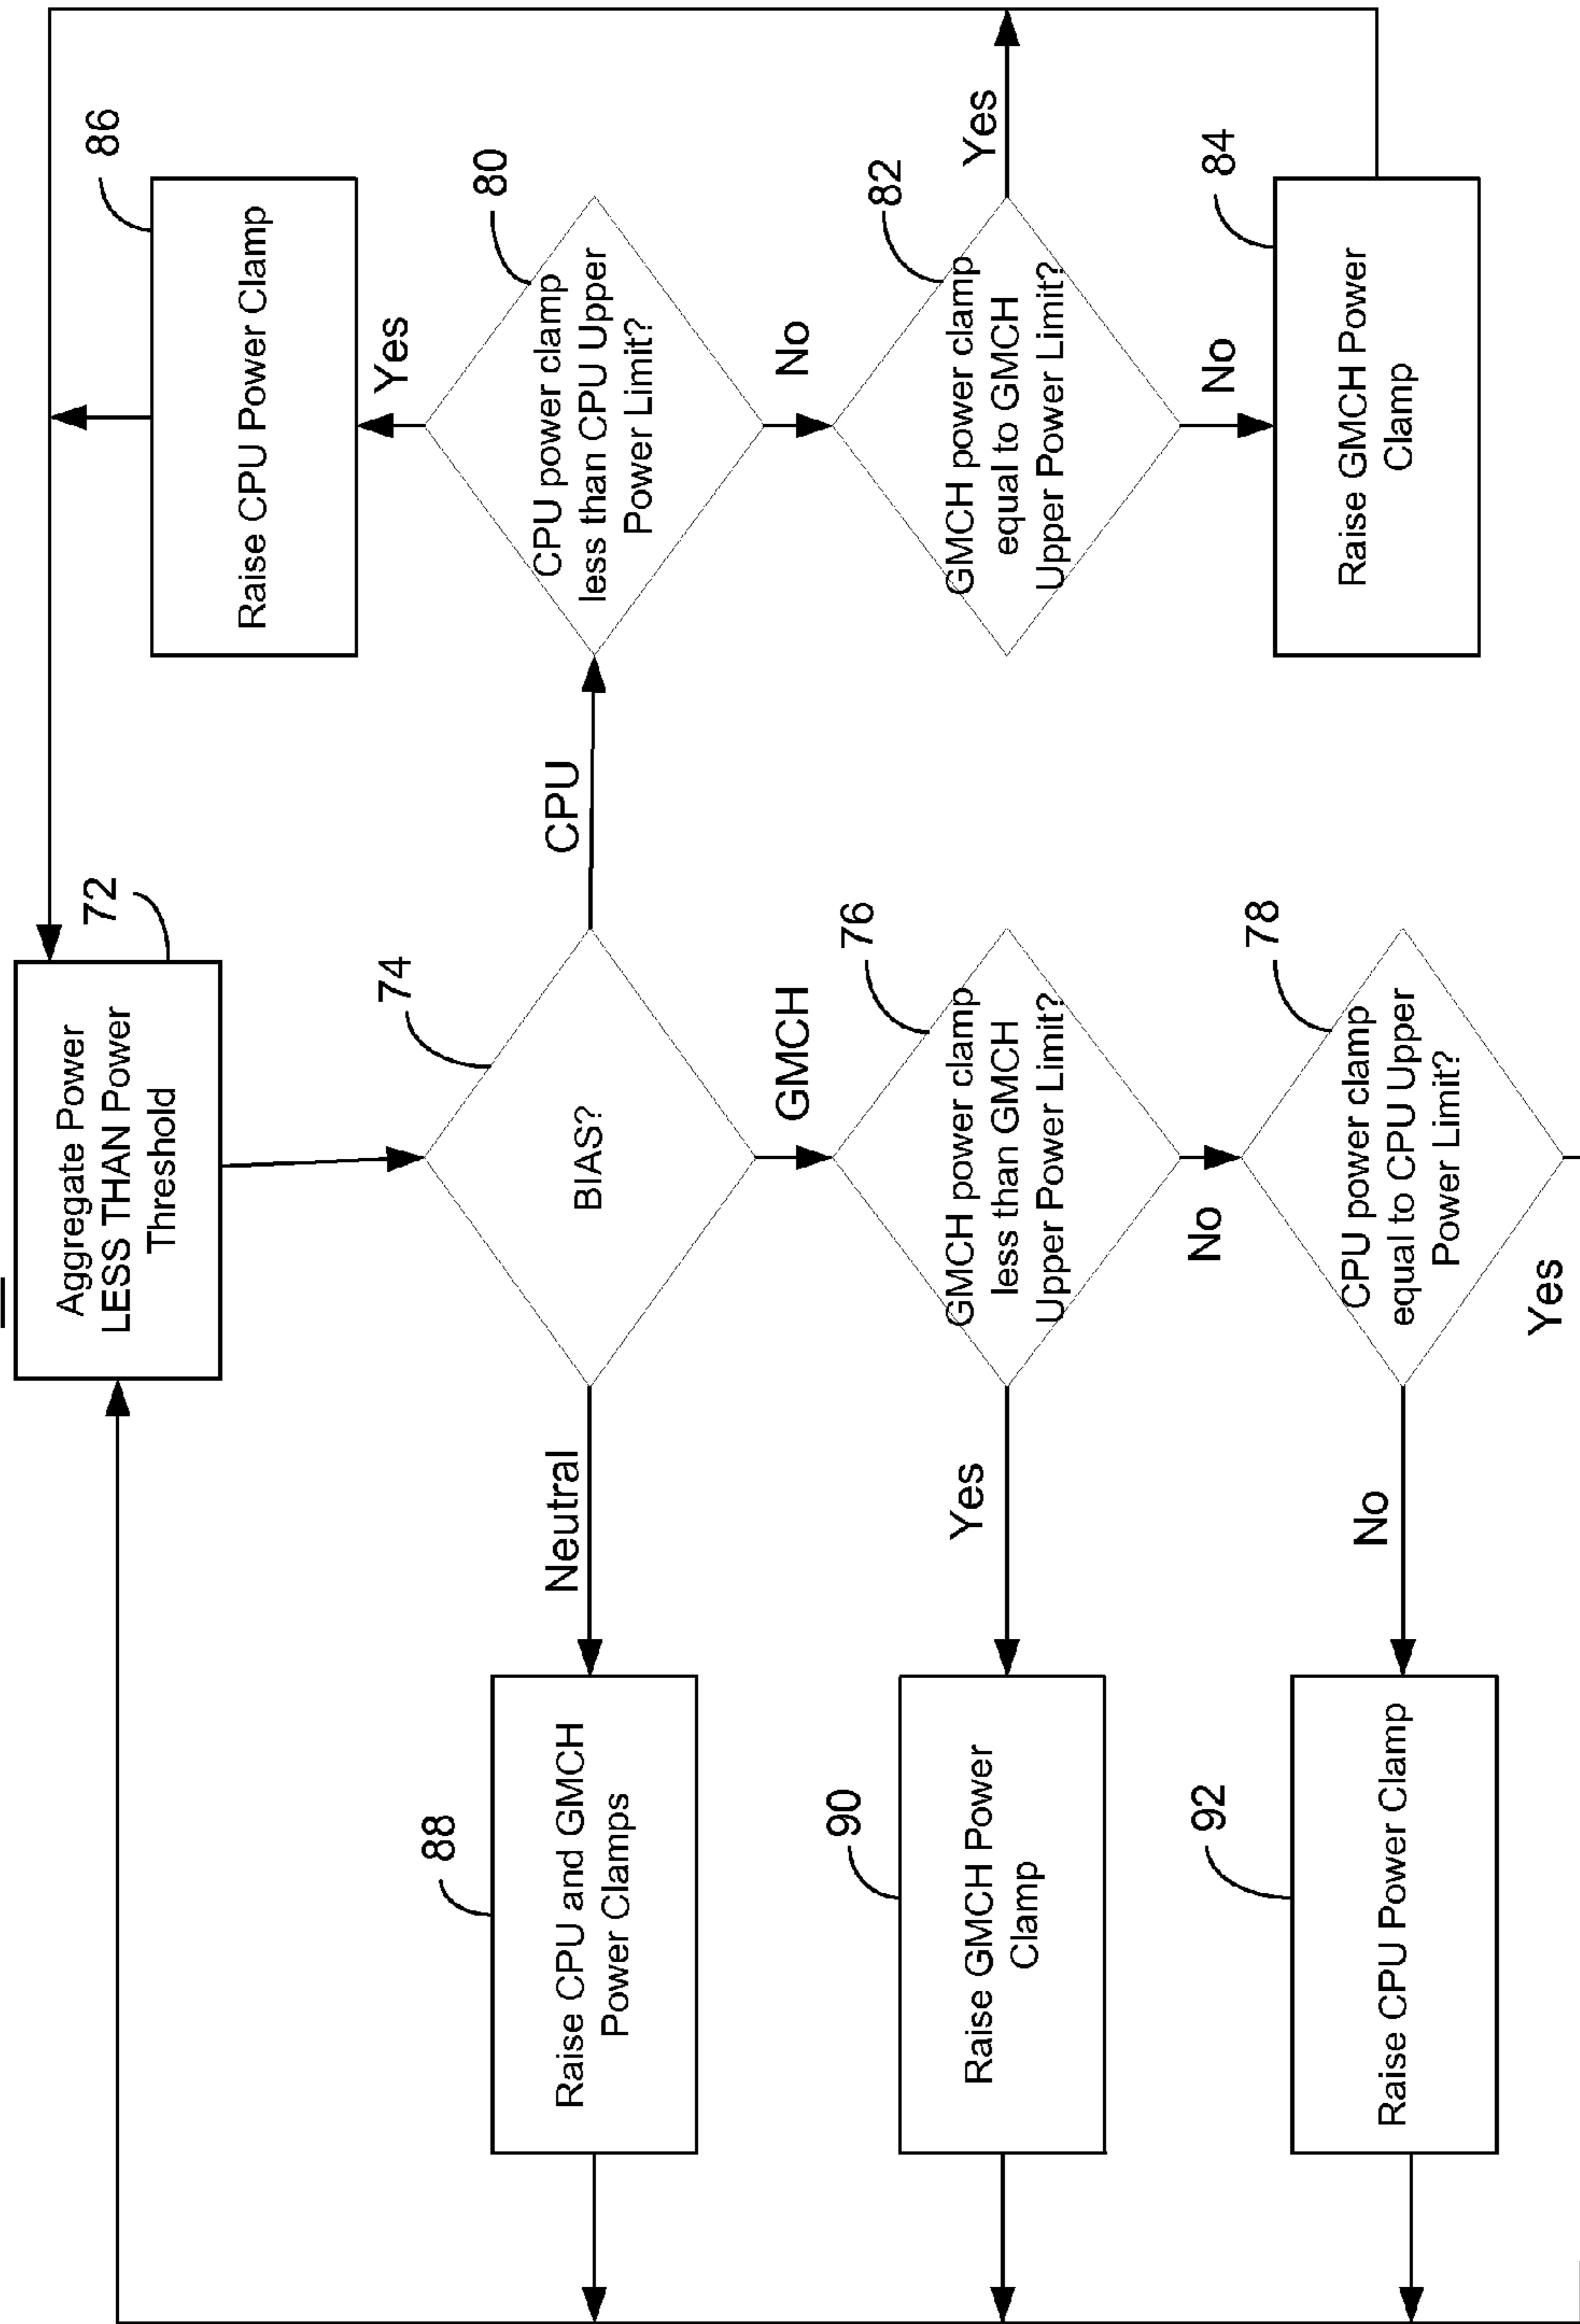 Aggregate Power
LESS THAN Power
Threshold
72
BIAS?
74
Neutral
CPU
GMCH
Raise CPU and GMCH
Power Clamps
88
CPU power clamp
less than CPU Upper
Power Limit?
80
Yes
Raise CPU Power Clamp
86
No
GMCH power clamp
equal to GMCH
Upper Power Limit?
82
Yes
No
Raise GMCH Power
Clamp
84
GMCH power clamp
less than GMCH
Upper Power Limit?
76
Yes
Raise GMCH Power
Clamp
90
No
CPU power clamp
equal to CPU Upper
Power Limit?
78
No
Raise CPU Power Clamp
92
Yes